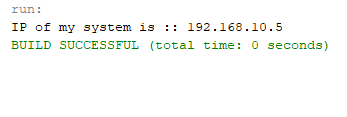 run:
IP of my system is :: 192.168.10.5
BUILD SUCCESSFUL (total time: 0 seconds)